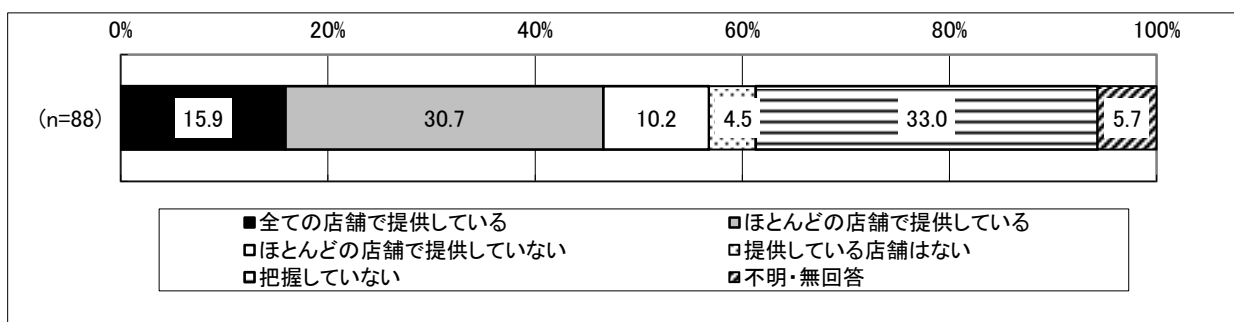 0% 20% 40% 60% 80% 100%
(n=88) 15.9 30.7 10.2 4.5 33.0 5.7
全ての店舗で提供している ほとんどの店舗で提供している
ほとんどの店舗で提供していない 提供している店舗はない
把握していない 不明・無回答